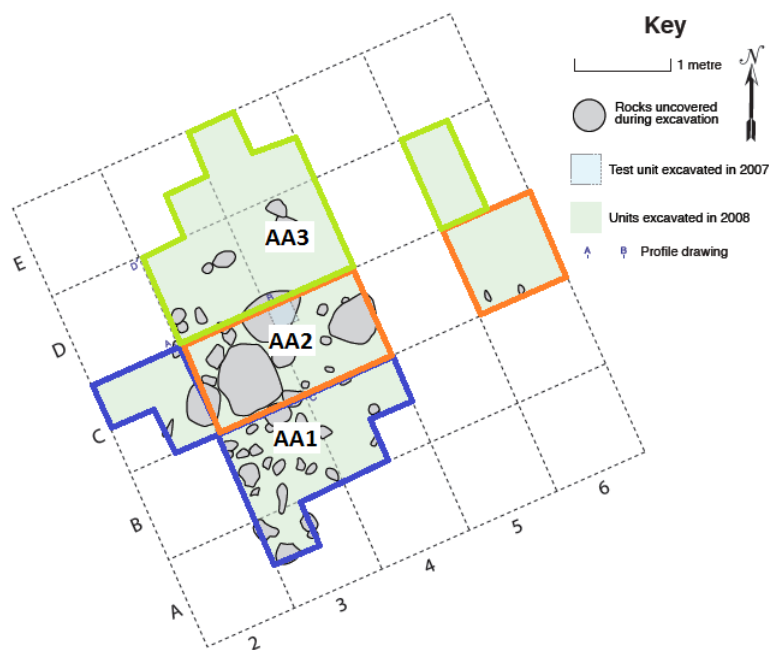 Key
N
1 metre
Rocks uncovered
during excavation
Test unit excavated in 2007
Units excavated in 2008
A B Profile drawing
E
D
C
B
A
2
3
4
5
6
AA3
AA2
AA1
D'
A
B
C